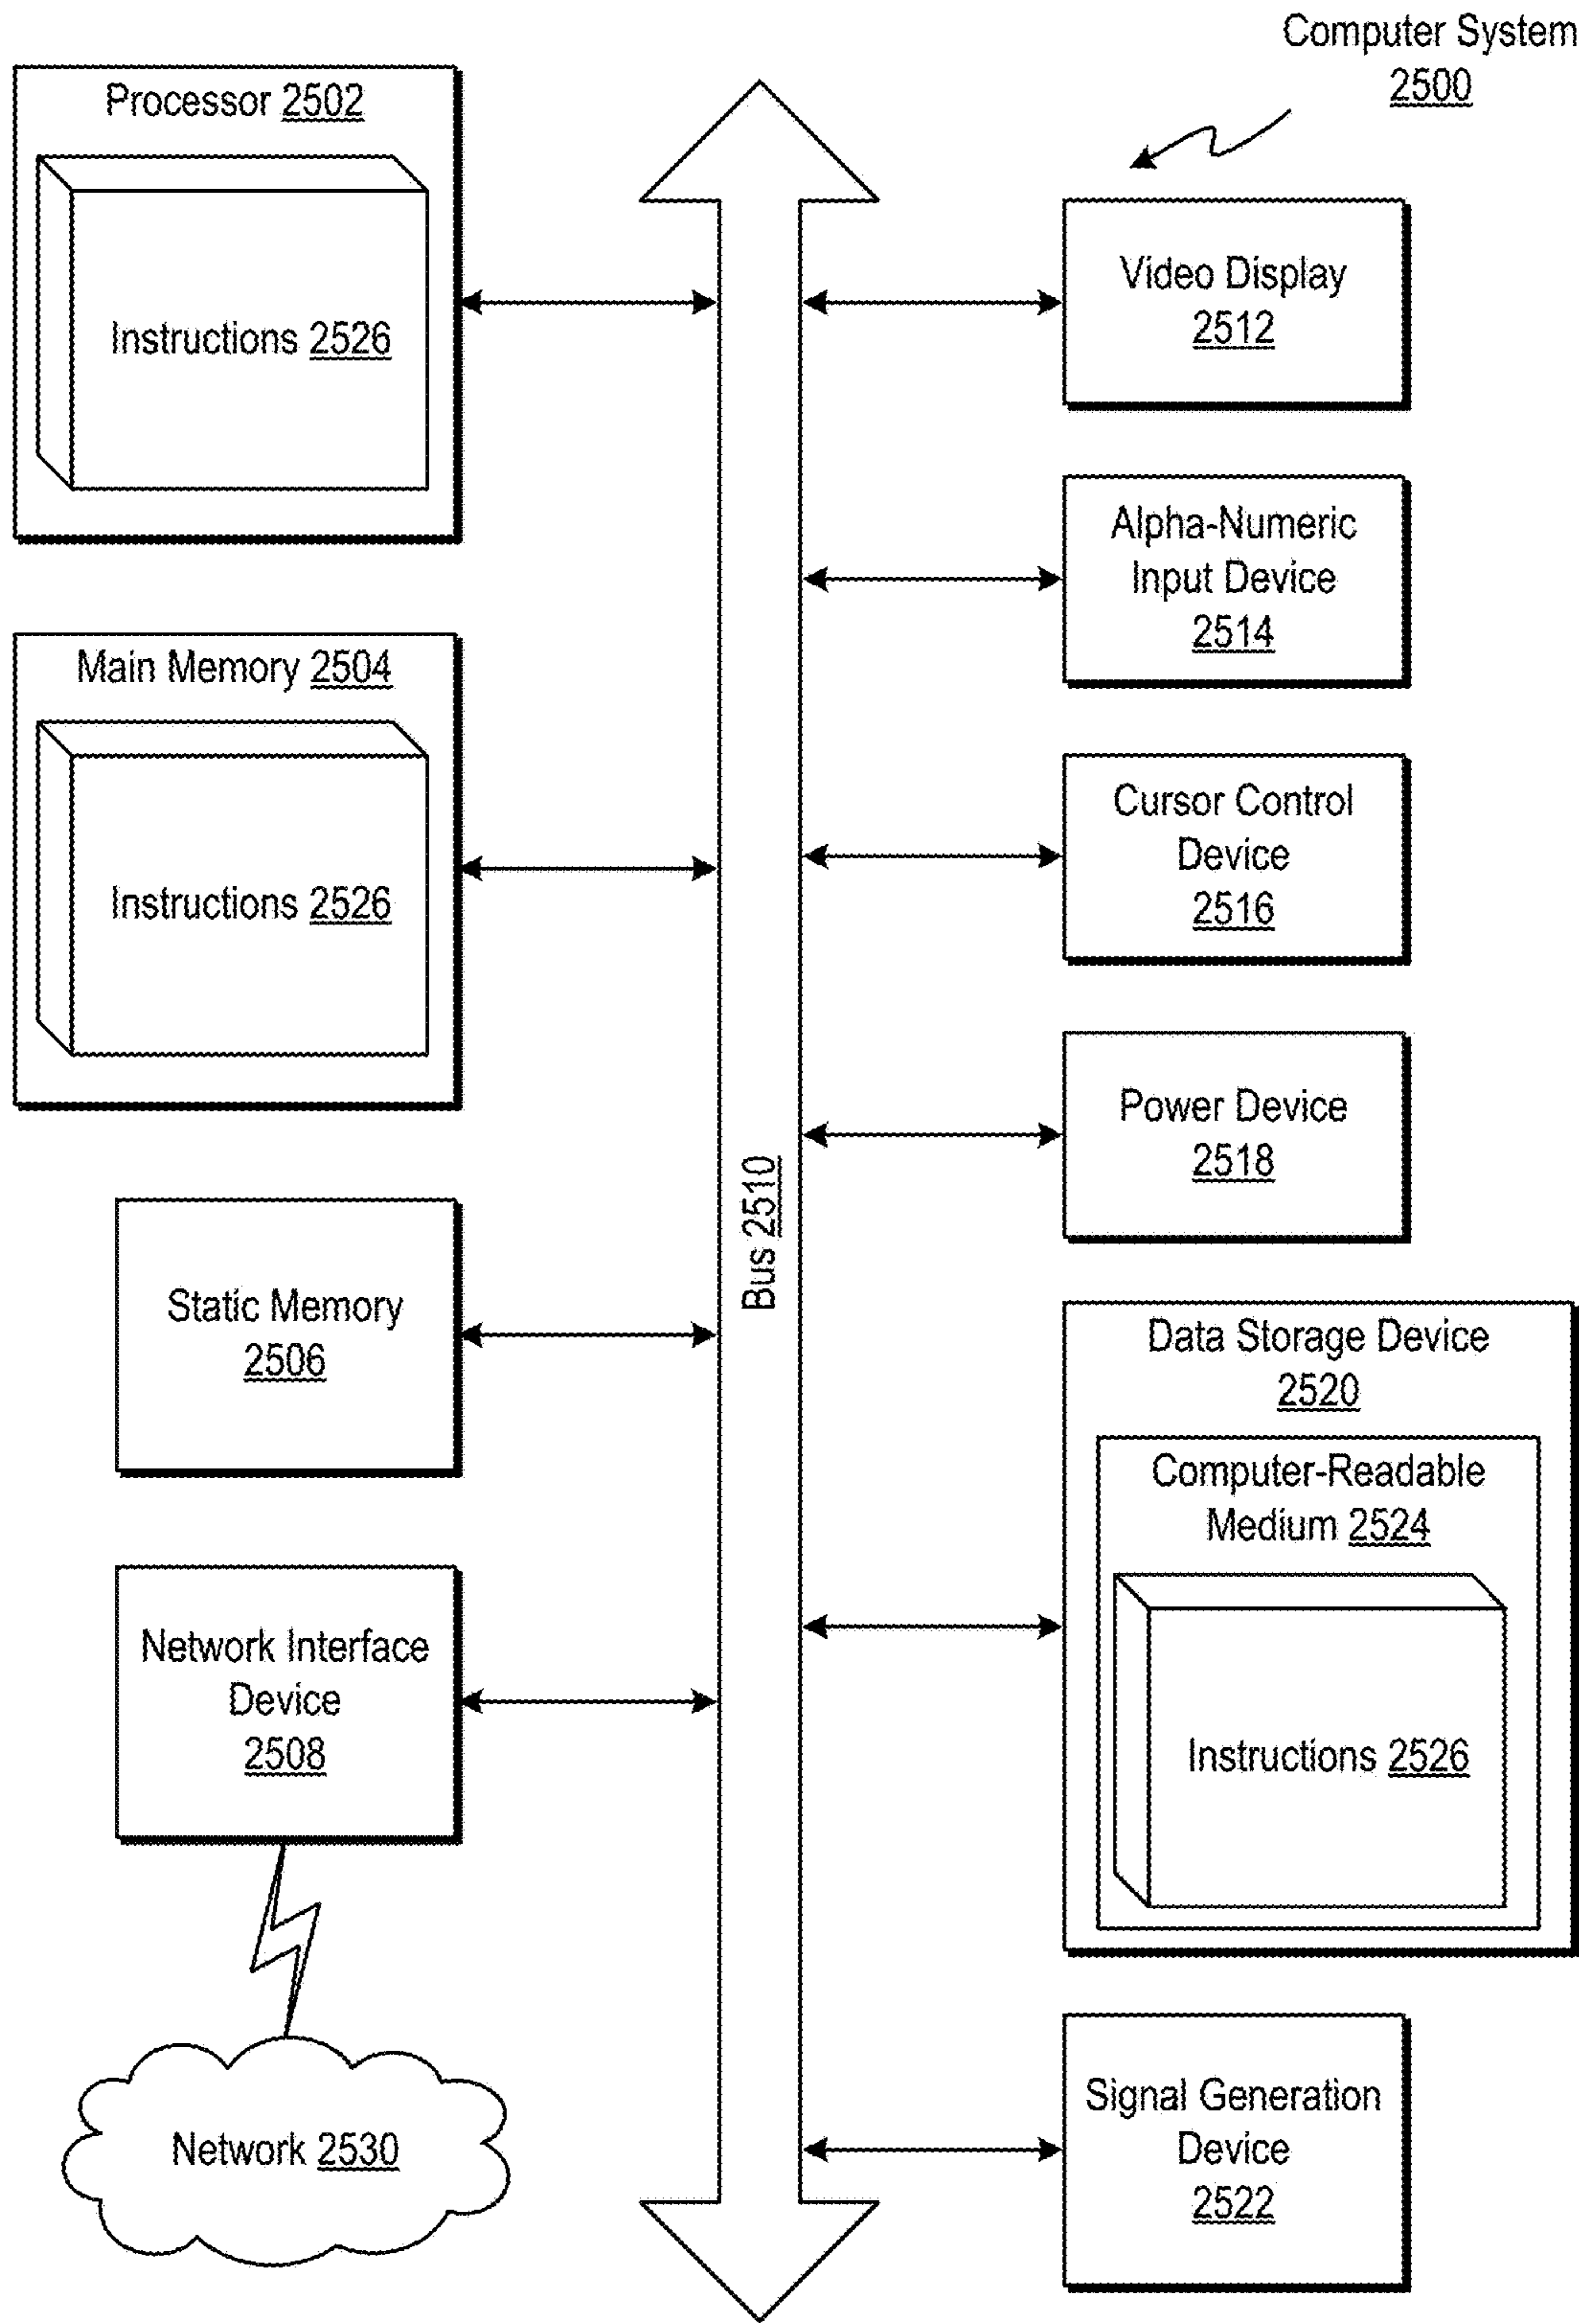 Computer System
2500
Processor 2502
Instructions 2526
Main Memory 2504
Instructions 2526
Static Memory
2506
Network Interface
Device
2508
Network 2530
Bus 2510
Video Display
2512
Alpha-Numeric
Input Device
2514
Cursor Control
Device
2516
Power Device
2518
Data Storage Device
2520
Computer-Readable
Medium 2524
Instructions 2526
Signal Generation
Device
2522